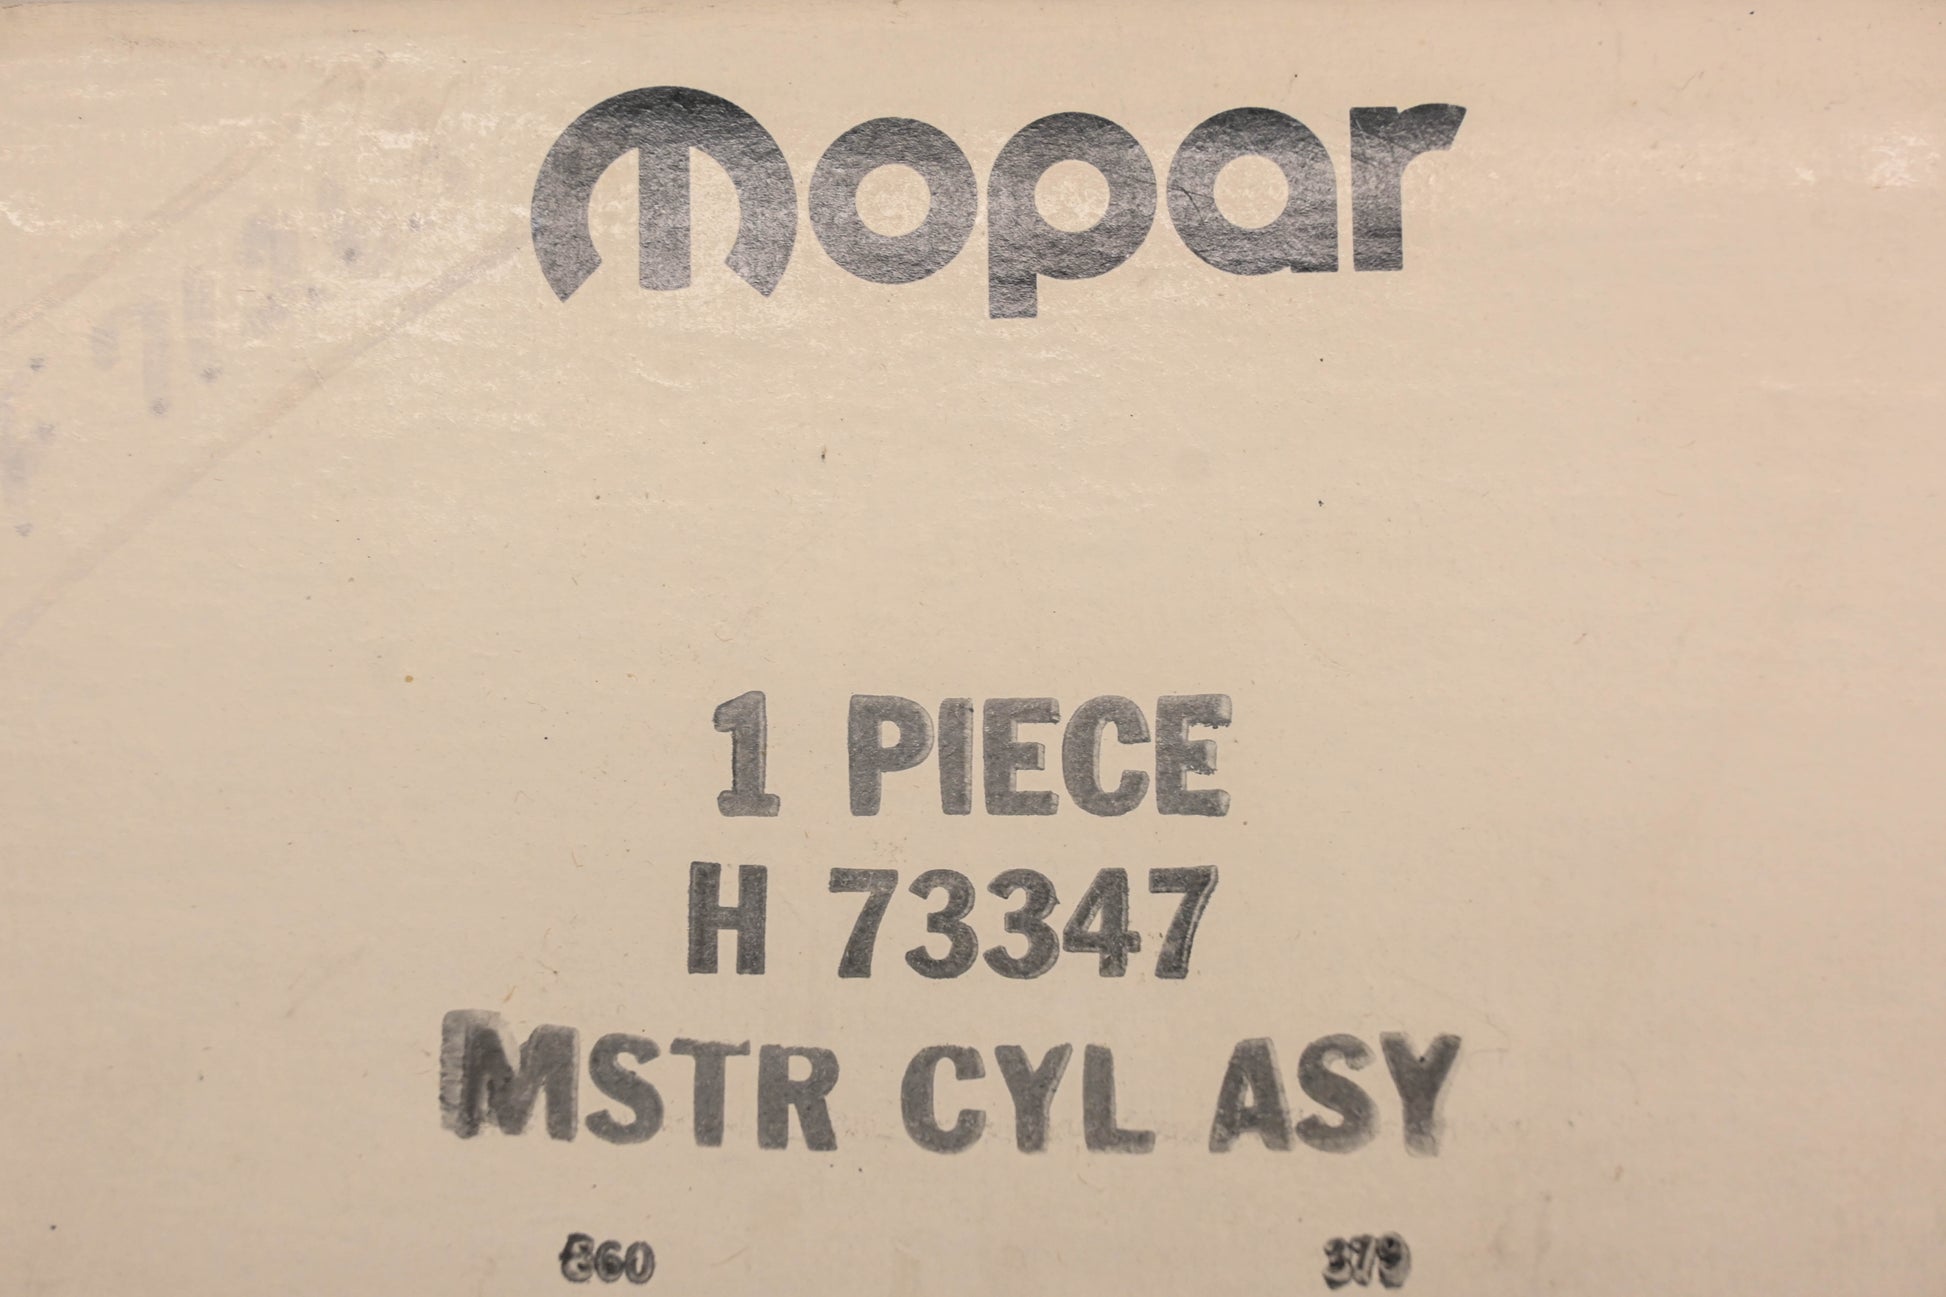 mopar
1 PIECE
H 73347
MSTR CYL ASY
860 379